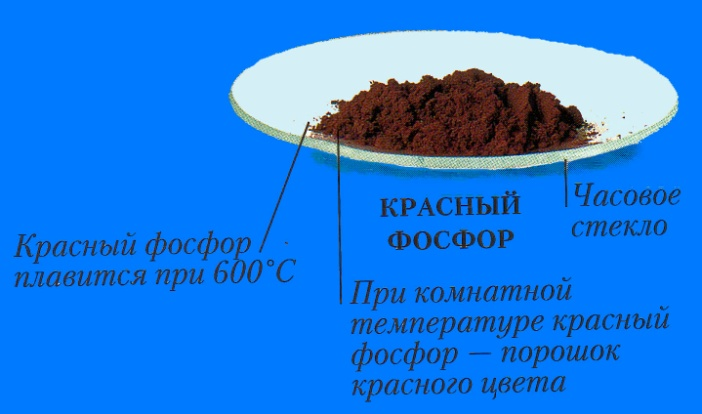 КРАСНЫЙ
ФОСФОР
Часовое
стекло
Красный фосфор
плавится при 600°С
При комнатной
температуре красный
фосфор — порошок
красного цвета